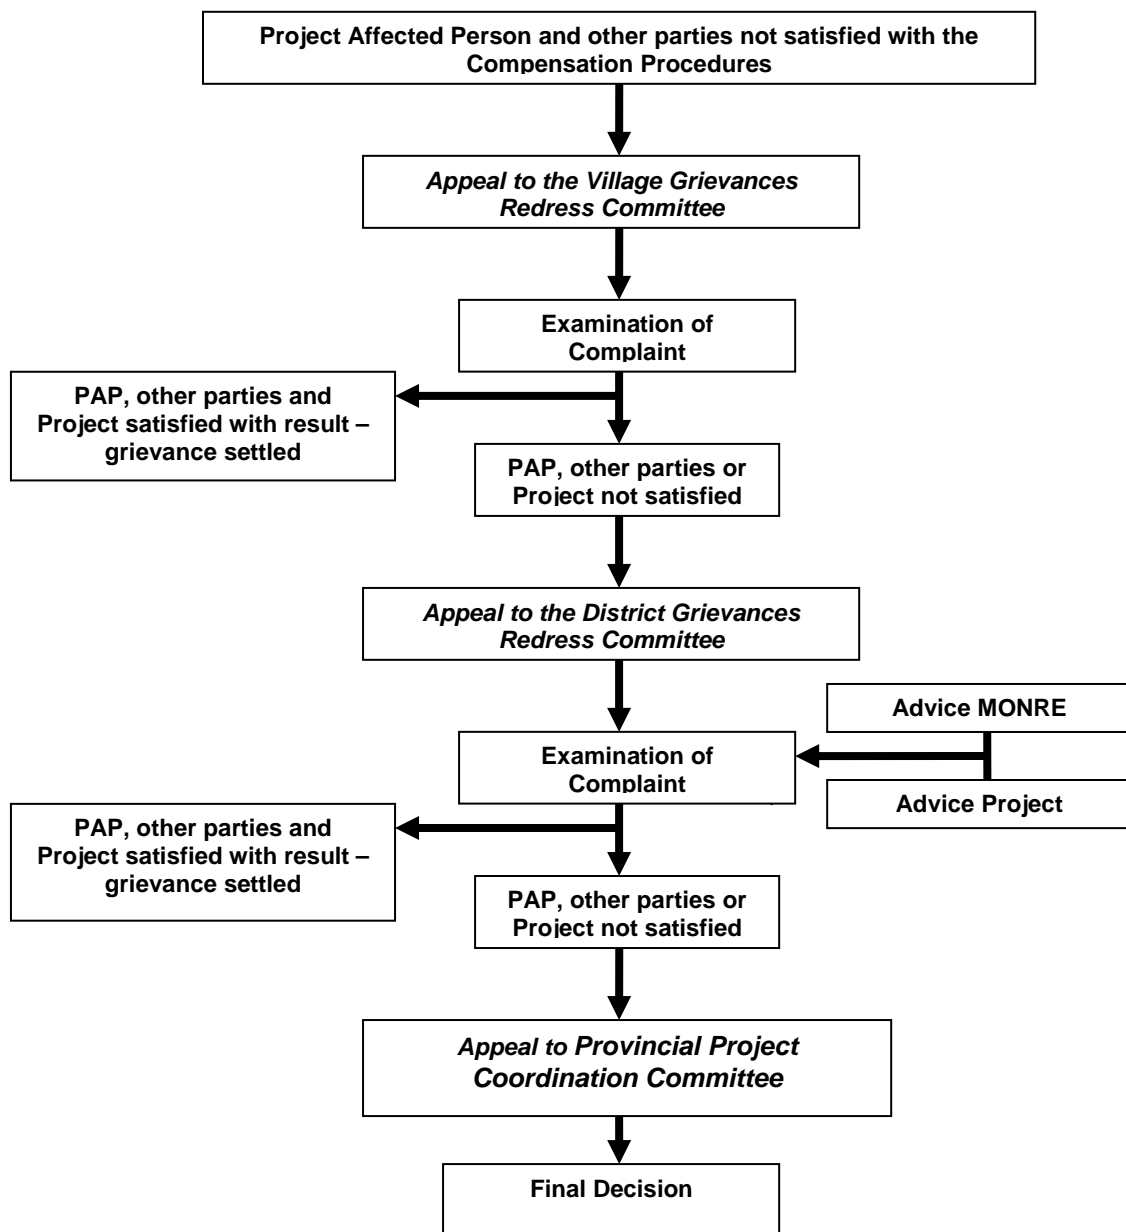 Project Affected Person and other parties not satisfied with the
Compensation Procedures
Appeal to the Village Grievances
Redress Committee
Examination of
Complaint
PAP, other parties and
Project satisfied with result –
grievance settled
PAP, other parties or
Project not satisfied
Appeal to the District Grievances
Redress Committee
Advice MONRE
Examination of
Complaint
Advice Project
PAP, other parties and
Project satisfied with result –
grievance settled
PAP, other parties or
Project not satisfied
Appeal to Provincial Project
Coordination Committee
Final Decision